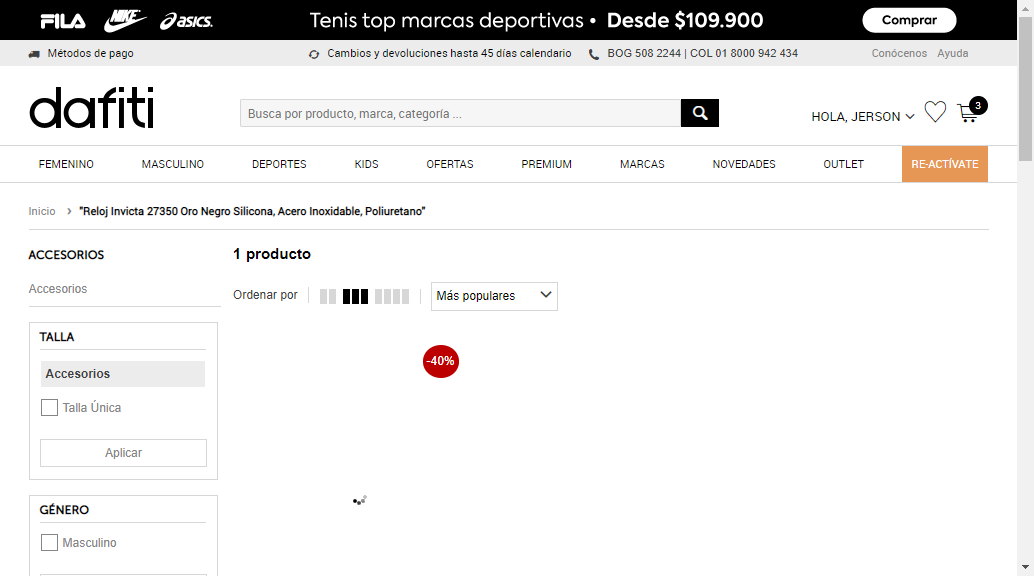 FILA NIKE asics. Tenis top marcas deportivas • Desde $109.900 Comprar
Métodos de pago Cambios y devoluciones hasta 45 días calendario BOG 508 2244 | COL 01 8000 942 434 Conócenos Ayuda
dafiti Busca por producto, marca, categoría ... HOLA, JERSON 3
FEMENINO MASCULINO DEPORTES KIDS OFERTAS PREMIUM MARCAS NOVEDADES OUTLET RE-ACTÍVATE
Inicio › "Reloj Invicta 27350 Oro Negro Silicona, Acero Inoxidable, Poliuretano"
ACCESORIOS
Accesorios
TALLA
Accesorios
Talla Única
Aplicar
GÉNERO
Masculino
1 producto
Ordenar por Más populares
-40%